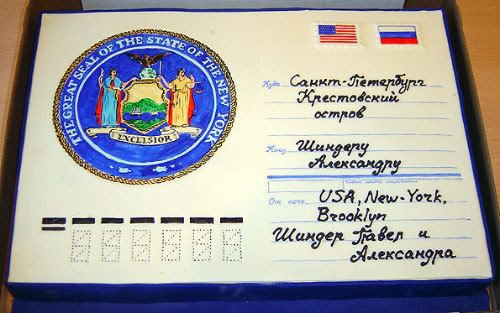 THE GREAT SEAL OF THE STATE OF THE NEW YORK
EXCELSIOR
Куда Санкт-Петербург
Крестовский
остров
Кому Шиндеру
Александру
От кого USA, New-York,
Brooklyn
Шиндер Павел и
Александра